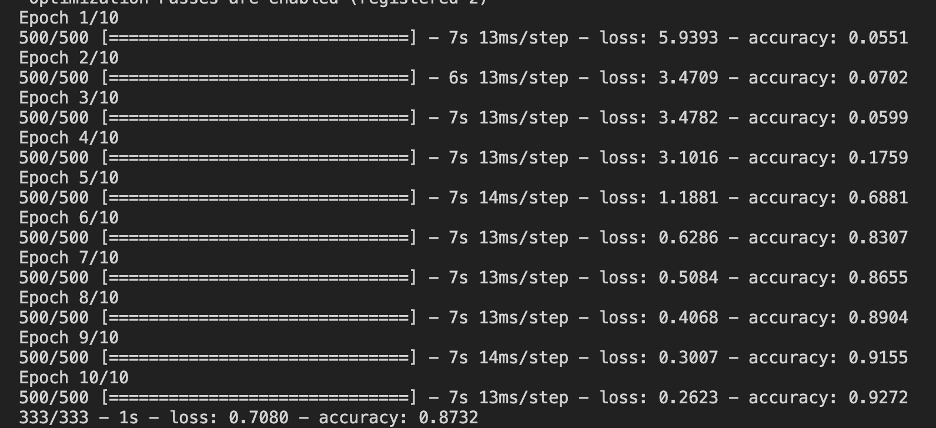 optimization Passes are enabled (registered 2)
Epoch 1/10
500/500 [==============================] - 7s 13ms/step - loss: 5.9393 - accuracy: 0.0551
Epoch 2/10
500/500 [==============================] - 6s 13ms/step - loss: 3.4709 - accuracy: 0.0702
Epoch 3/10
500/500 [==============================] - 7s 13ms/step - loss: 3.4782 - accuracy: 0.0599
Epoch 4/10
500/500 [==============================] - 7s 13ms/step - loss: 3.1016 - accuracy: 0.1759
Epoch 5/10
500/500 [==============================] - 7s 14ms/step - loss: 1.1881 - accuracy: 0.6881
Epoch 6/10
500/500 [==============================] - 7s 13ms/step - loss: 0.6286 - accuracy: 0.8307
Epoch 7/10
500/500 [==============================] - 7s 13ms/step - loss: 0.5084 - accuracy: 0.8655
Epoch 8/10
500/500 [==============================] - 7s 13ms/step - loss: 0.4068 - accuracy: 0.8904
Epoch 9/10
500/500 [==============================] - 7s 14ms/step - loss: 0.3007 - accuracy: 0.9155
Epoch 10/10
500/500 [==============================] - 7s 13ms/step - loss: 0.2623 - accuracy: 0.9272
333/333 - 1s - loss: 0.7080 - accuracy: 0.8732